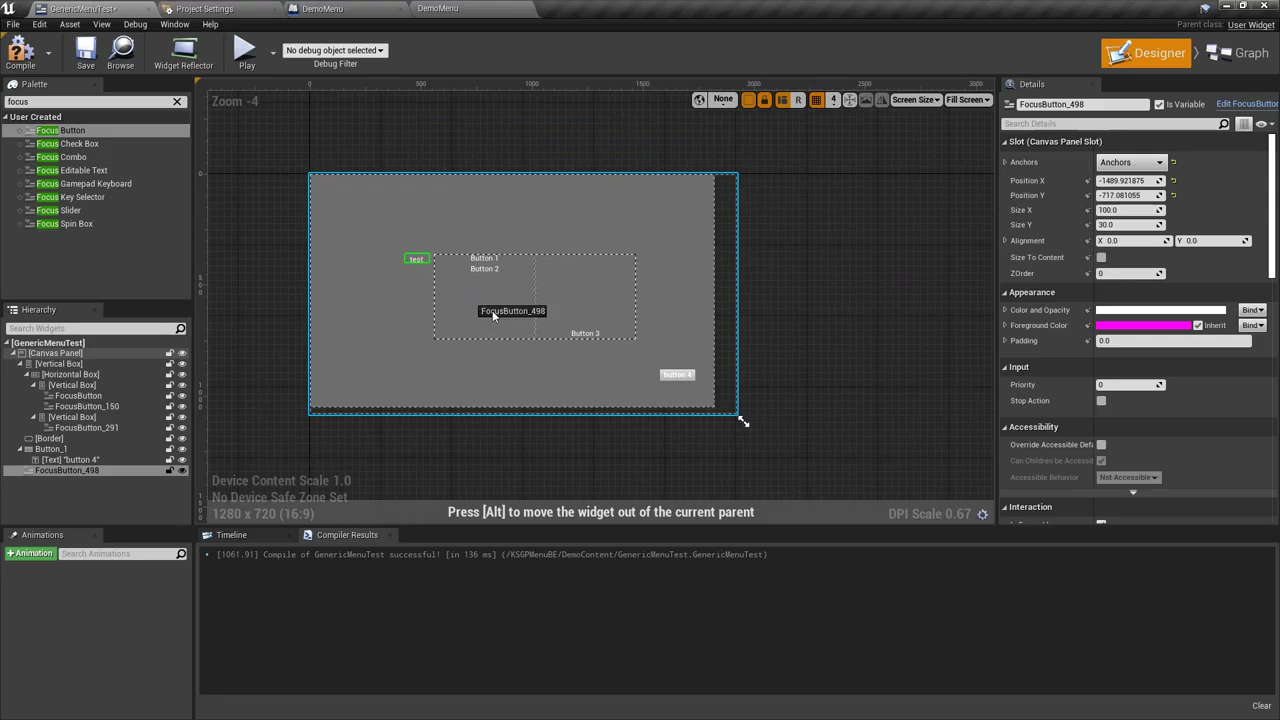 GenericMenuTest*
Project Settings
DemoMenu
DemoMenu
File Edit Asset View Debug Window Help
Parent class: User Widget
Compile
Save
Browse
Widget Reflector
Play
No debug object selected
Debug Filter
Designer
Graph
Palette
focus
User Created
Focus Button
Focus Check Box
Focus Combo
Focus Editable Text
Focus Gamepad Keyboard
Focus Key Selector
Focus Slider
Focus Spin Box
Hierarchy
Search Widgets
[GenericMenuTest]
[Canvas Panel]
[Vertical Box]
[Horizontal Box]
[Vertical Box]
FocusButton
FocusButton_150
[Vertical Box]
FocusButton_291
[Border]
Button_1
[Text] "button 4"
FocusButton_498
Animations
Animation
Search Animations
0 500 1000 1500 2000 2500 3000
Zoom -4
None
R
4
Screen Size
Fill Screen
test
Button 1
Button 2
FocusButton_498
Button 3
button 4
Device Content Scale 1.0
No Device Safe Zone Set
1280 x 720 (16:9)
Press [Alt] to move the widget out of the current parent
DPI Scale 0.67
Timeline
Compiler Results
[1061.91] Compile of GenericMenuTest successful! [in 136 ms] (/KSGPMenuBE/DemoContent/GenericMenuTest.GenericMenuTest)
Clear
Details
FocusButton_498
Is Variable
Edit FocusButton
Search Details
Slot (Canvas Panel Slot)
Anchors
Anchors
Position X
-1489.921875
Position Y
-717.081055
Size X
100.0
Size Y
30.0
Alignment
X 0.0
Y 0.0
Size To Content
ZOrder
0
Appearance
Color and Opacity
Bind
Foreground Color
Inherit
Bind
Padding
0.0
Input
Priority
0
Stop Action
Accessibility
Override Accessible Defa
Can Children be Accessib
Accessible Behavior
Not Accessible
Interaction